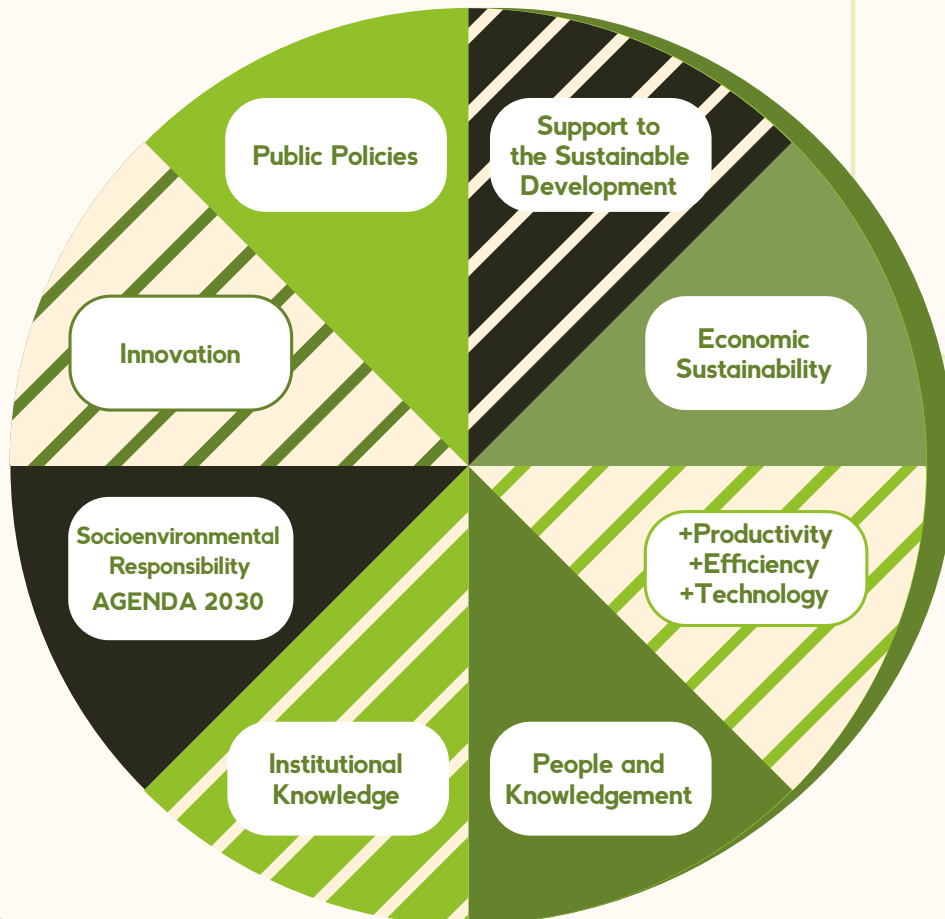 Public Policies
Support to
the Sustainable
Development
Innovation
Economic
Sustainability
Socioenvironmental
Responsibility
AGENDA 2030
+Productivity
+Efficiency
+Technology
Institutional
Knowledge
People and
Knowledgement